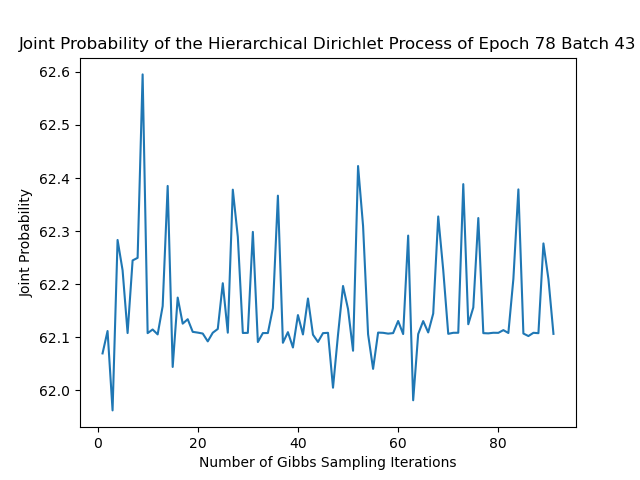 Joint Probability of the Hierarchical Dirichlet Process of Epoch 78 Batch 43
62.6
62.5
62.4
62.3
62.2
62.1
62.0
Joint Probability
0 20 40 60 80
Number of Gibbs Sampling Iterations